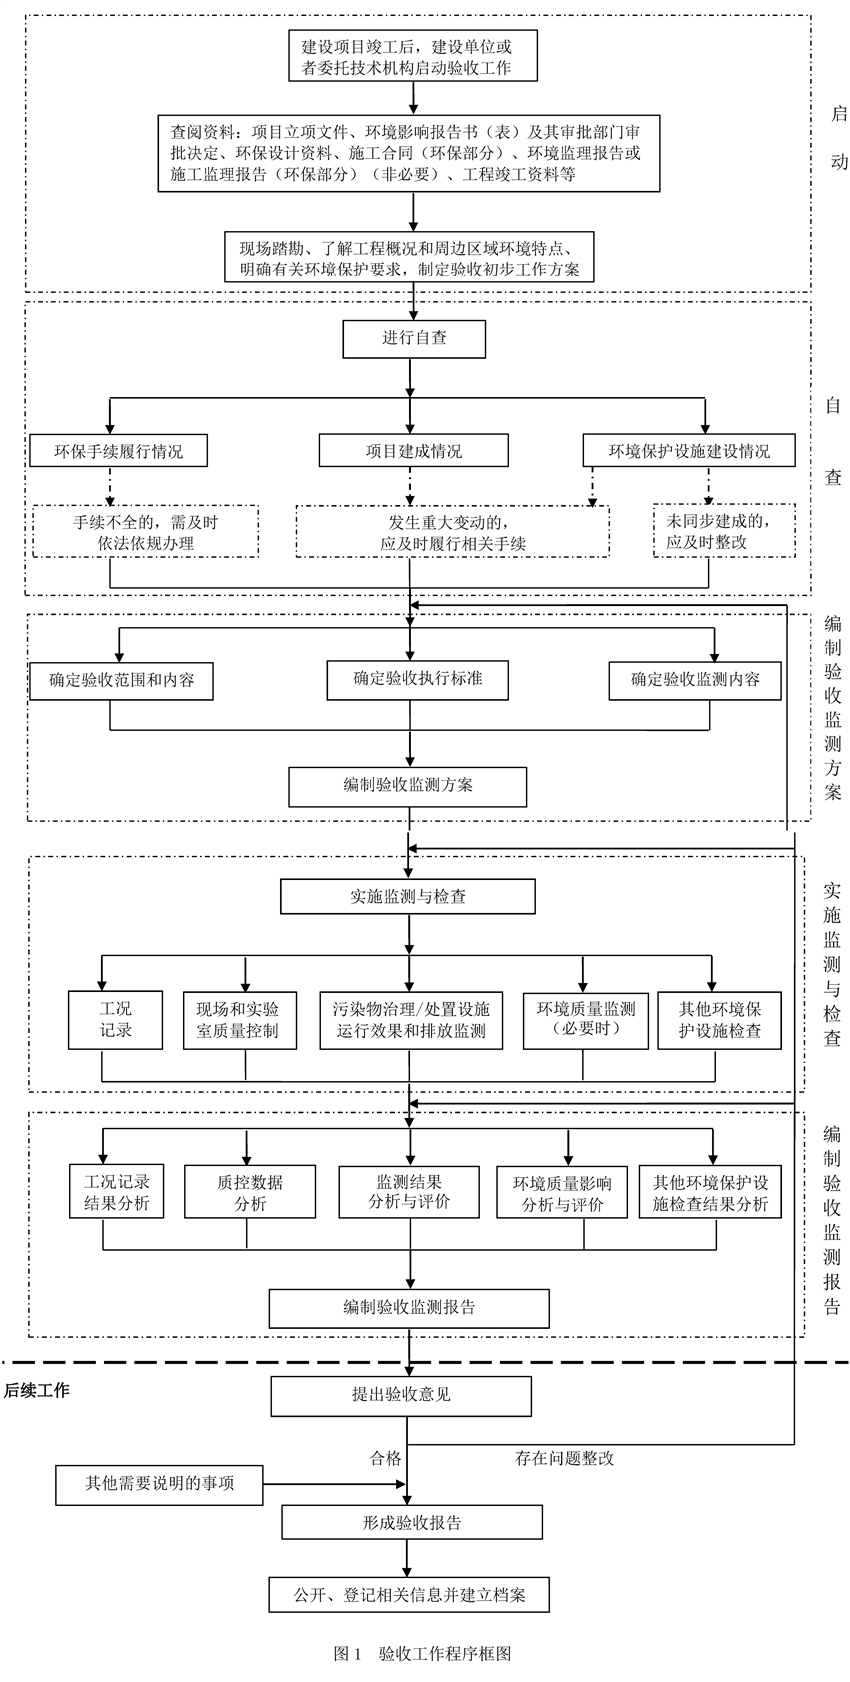 建设项目竣工后，建设单位或
者委托技术机构启动验收工作
启
动
查阅资料：项目立项文件、环境影响报告书（表）及其审批部门审
批决定、环保设计资料、施工合同（环保部分）、环境监理报告或
施工监理报告（环保部分）（非必要）、工程竣工资料等
现场踏勘、了解工程概况和周边区域环境特点、
明确有关环境保护要求，制定验收初步工作方案
进行自查
自
查
环保手续履行情况
项目建成情况
环境保护设施建设情况
手续不全的，需及时
依法依规办理
发生重大变动的，
应及时履行相关手续
未同步建成的，
应及时整改
编
制
验
收
监
测
方
案
确定验收范围和内容
确定验收执行标准
确定验收监测内容
编制验收监测方案
实施监测与检查
实
施
监
测
与
检
查
工况
记录
现场和实验
室质量控制
污染物治理/处置设施
运行效果和排放监测
环境质量监测
（必要时）
其他环境保
护设施检查
编
制
验
收
监
测
报
告
工况记录
结果分析
质控数据
分析
监测结果
分析与评价
环境质量影响
分析与评价
其他环境保护设
施检查结果分析
编制验收监测报告
后续工作
提出验收意见
合格
存在问题整改
其他需要说明的事项
形成验收报告
公开、登记相关信息并建立档案
图 1 验收工作程序框图